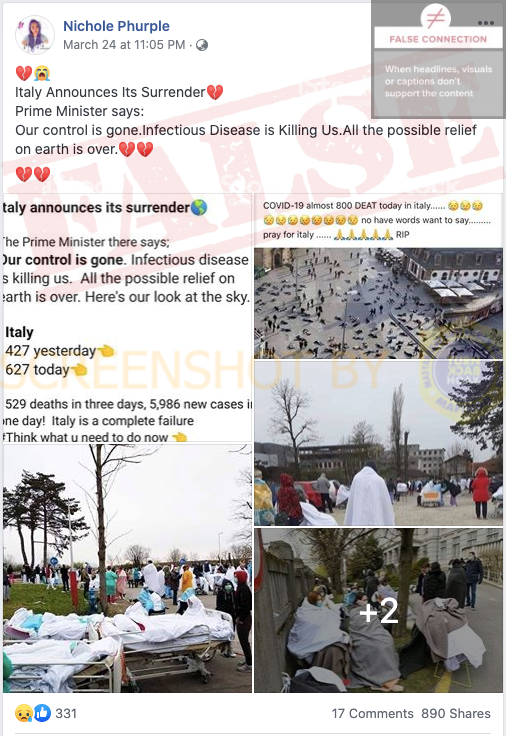 Nichole Phurple
March 24 at 11:05 PM ·
FALSE CONNECTION
When headlines, visuals
or captions don't
support the content
💔😭
Italy Announces Its Surrender💔
Prime Minister says:
Our control is gone.Infectious Disease is Killing Us.All the possible relief
on earth is over.💔💔
💔💔
FALSE
taly announces its surrender🌎
The Prime Minister there says;
Our control is gone. Infectious disease
s killing us.  All the possible relief on
earth is over. Here's our look at the sky.
Italy
427 yesterday👈
627 today👈
529 deaths in three days, 5,986 new cases i
ne day!  Italy is a complete failure
#Think what u need to do now 👈
COVID-19 almost 800 DEAT today in italy...... 😢😢😢
😢😢😢😢😢😢😢😢 no have words want to say.........
pray for italy ...... 🙏🙏🙏🙏🙏🙏 RIP
SCREENSHOT BY
+2
331
17 Comments 890 Shares